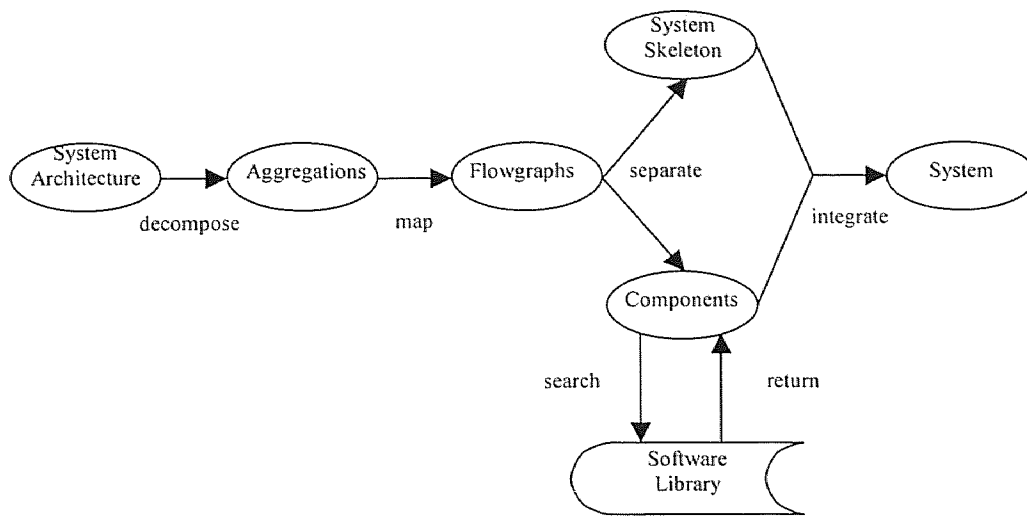 System
Skeleton
System
Architecture
Aggregations
Flowgraphs
separate
System
decompose
map
integrate
Components
search
return
Software
Library